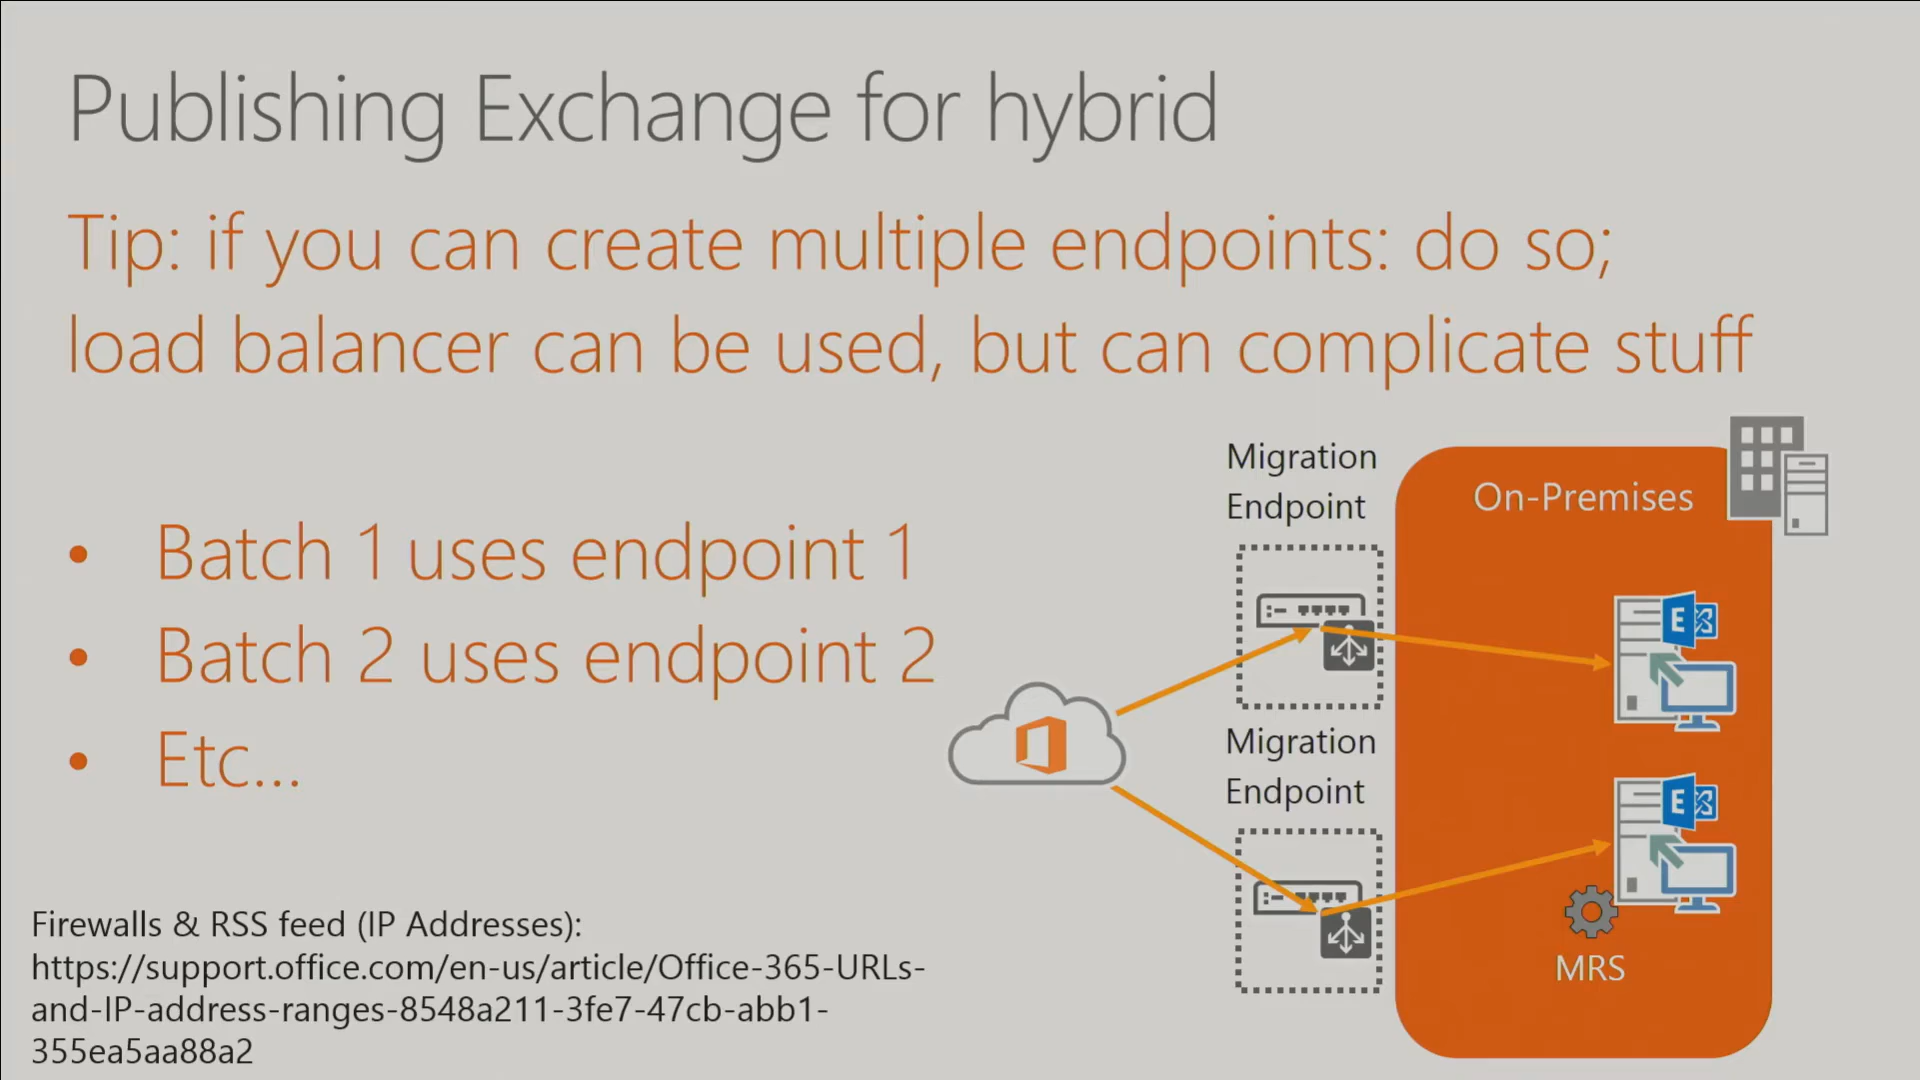 Publishing Exchange for hybrid
Tip: if you can create multiple endpoints: do so;
load balancer can be used, but can complicate stuff
• Batch 1 uses endpoint 1
• Batch 2 uses endpoint 2
• Etc...
Migration
Endpoint
On-Premises
E
Migration
Endpoint
E
MRS
Firewalls & RSS feed (IP Addresses):
https://support.office.com/en-us/article/Office-365-URLs-
and-IP-address-ranges-8548a211-3fe7-47cb-abb1-
355ea5aa88a2